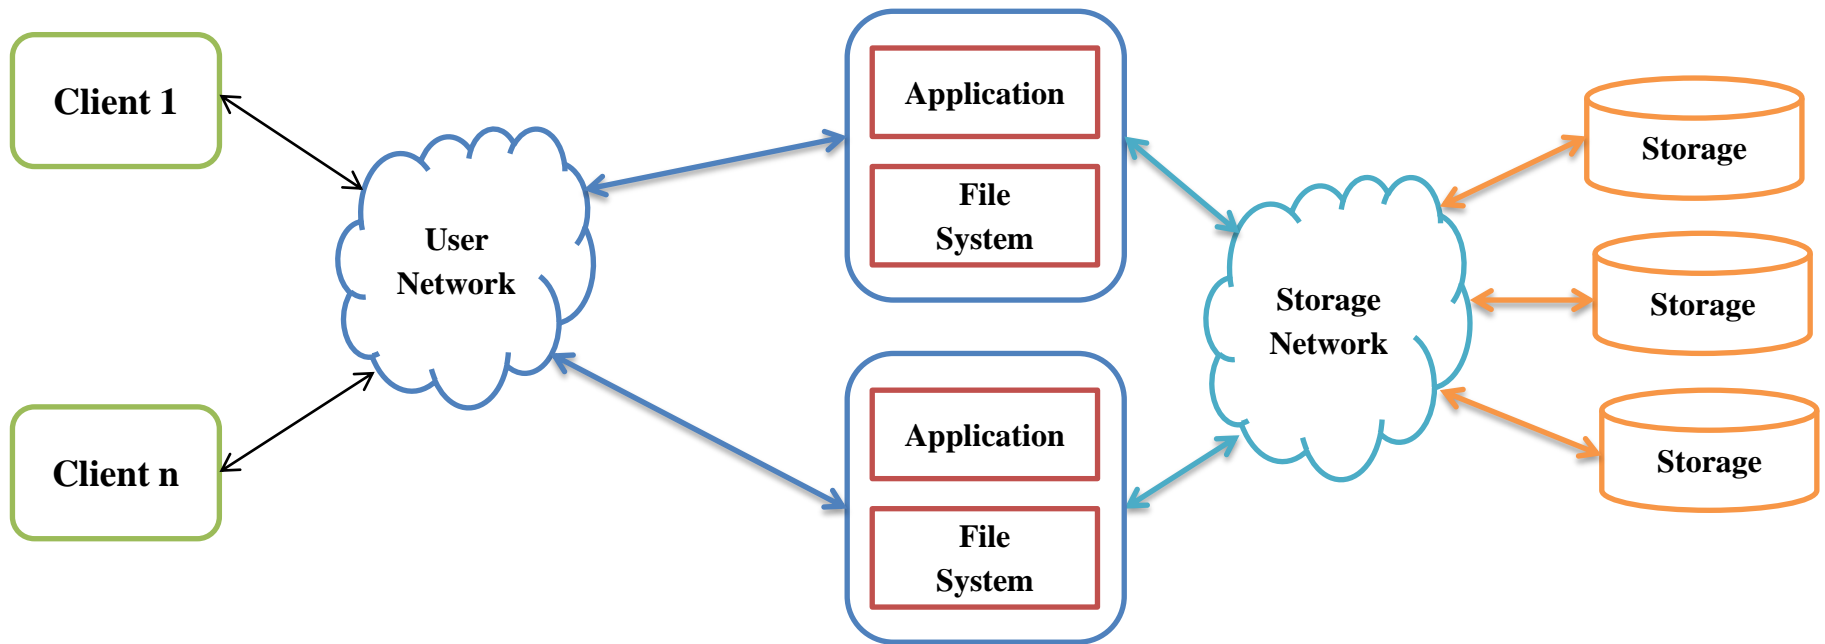 Client 1
Client n
User
Network
Application
File
System
Application
File
System
Storage
Network
Storage
Storage
Storage